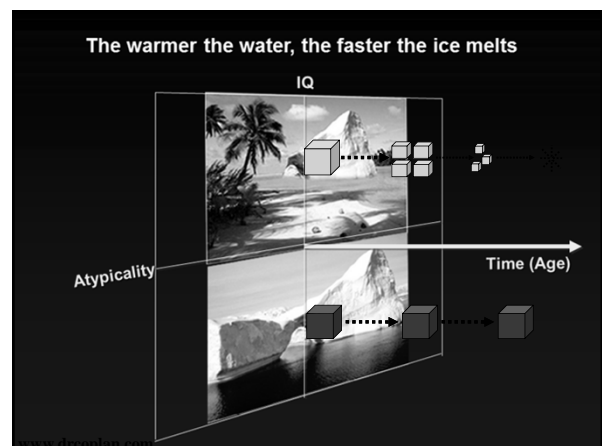 The warmer the water, the faster the ice melts
IQ
Atypicality
Time (Age)
www.drcoplan.com